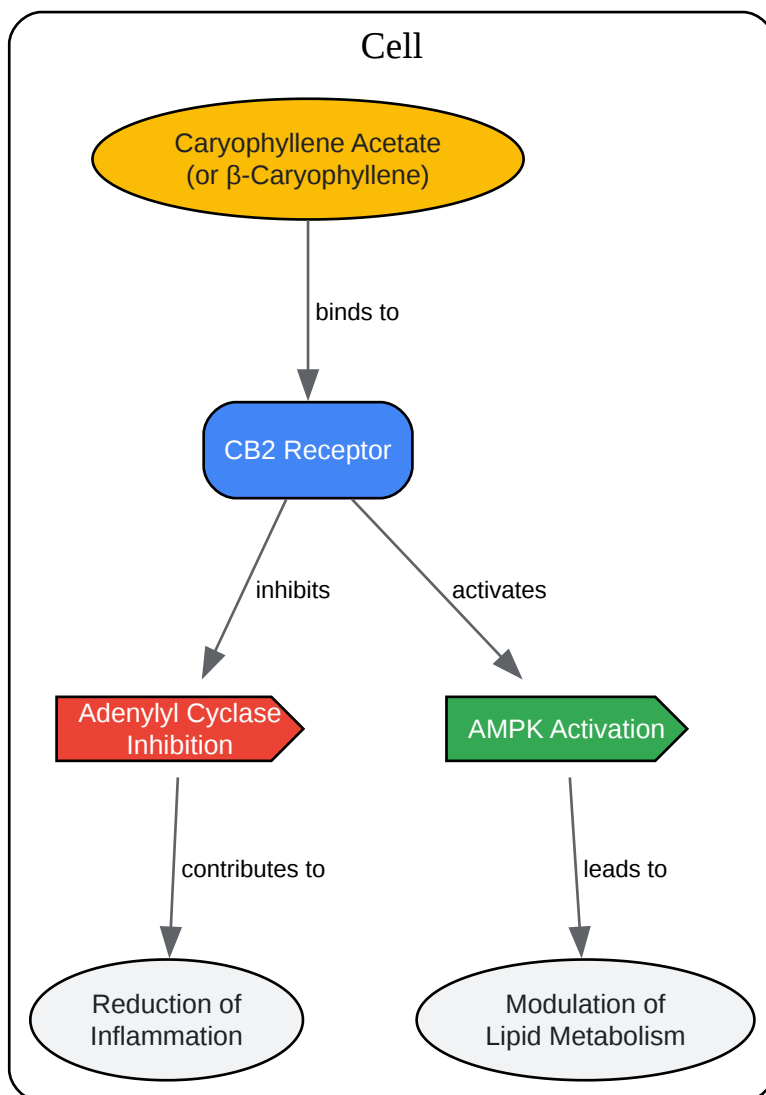 Cell
Caryophyllene Acetate
(or β-Caryophyllene)
binds to
CB2 Receptor
inhibits
activates
Adenylyl Cyclase
Inhibition
AMPK Activation
contributes to
leads to
Reduction of
Inflammation
Modulation of
Lipid Metabolism